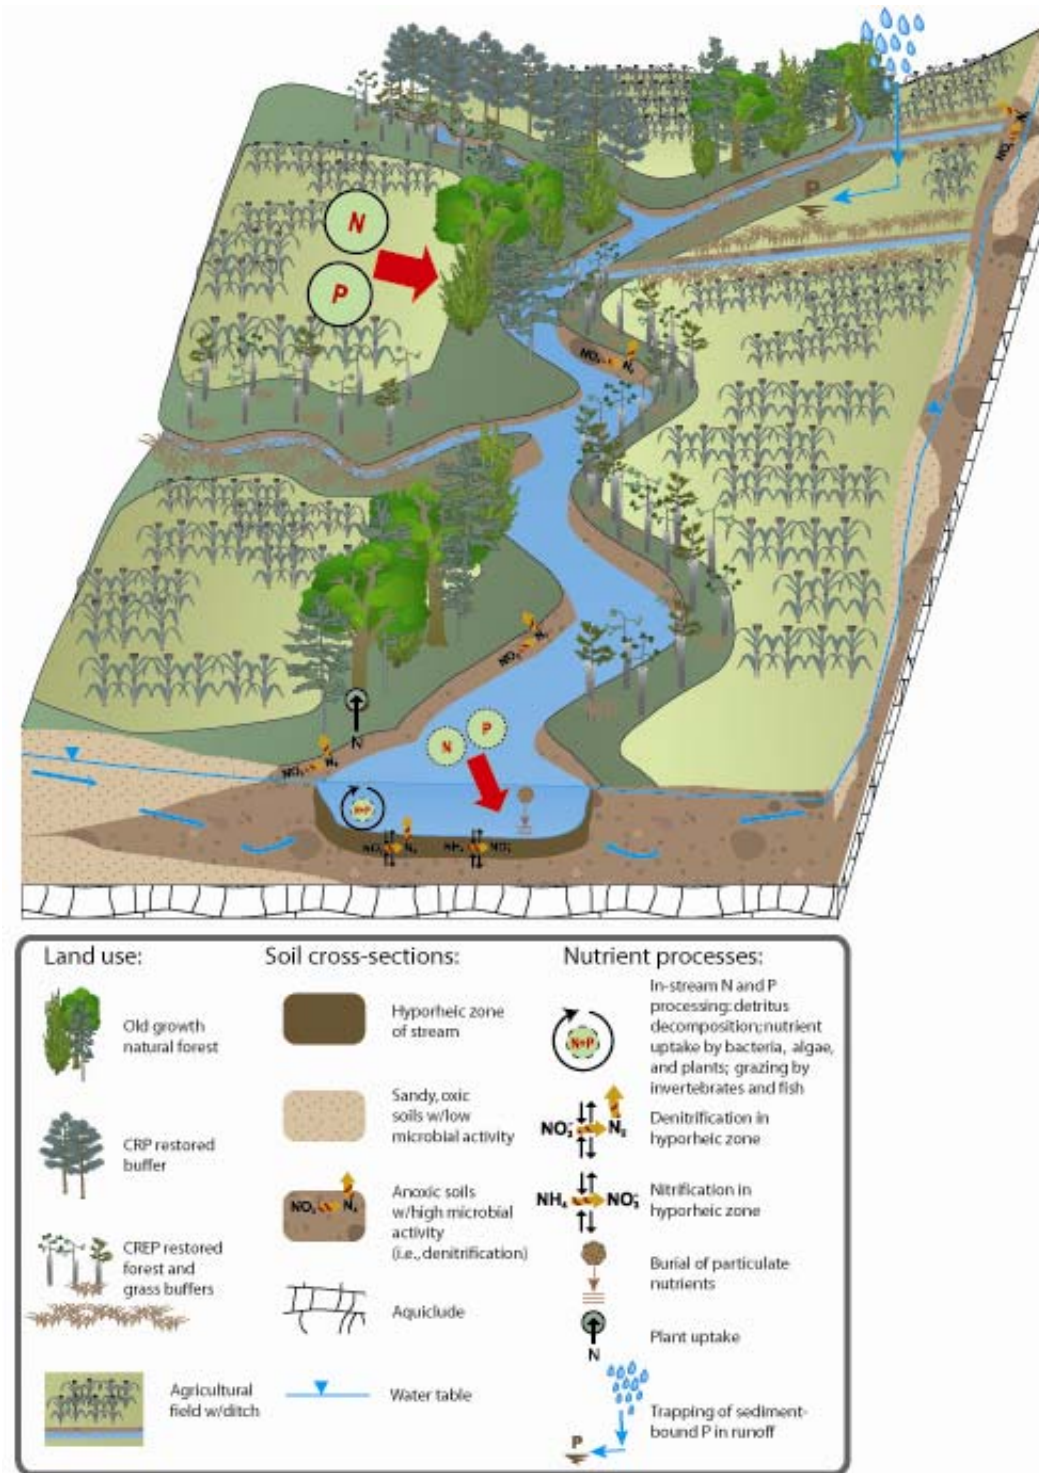 P
NO₃
N
P
NO₃ N₂
NO₃ N₂
N
N P
NO₃ N₂
N+P
NO₃ N₂ NH₄ NO₃⁻
Land use:
Old growth
natural forest
CRP restored
buffer
CREP restored
forest and
grass buffers
Agricultural
field w/ditch
Soil cross-sections:
Hyporheic zone
of stream
Sandy, oxic
soils w/low
microbial activity
NO₃ N₂
Anoxic soils
w/high microbial
activity
(i.e., denitrification)
Aquiclude
Water table
Nutrient processes:
N+P
In-stream N and P
processing: detritus
decomposition; nutrient
uptake by bacteria, algae,
and plants; grazing by
invertebrates and fish
NO₃⁻ N₂
Denitrification in
hyporheic zone
NH₄ NO₃⁻
Nitrification in
hyporheic zone
Burial of particulate
nutrients
N
Plant uptake
P
Trapping of sediment-
bound P in runoff